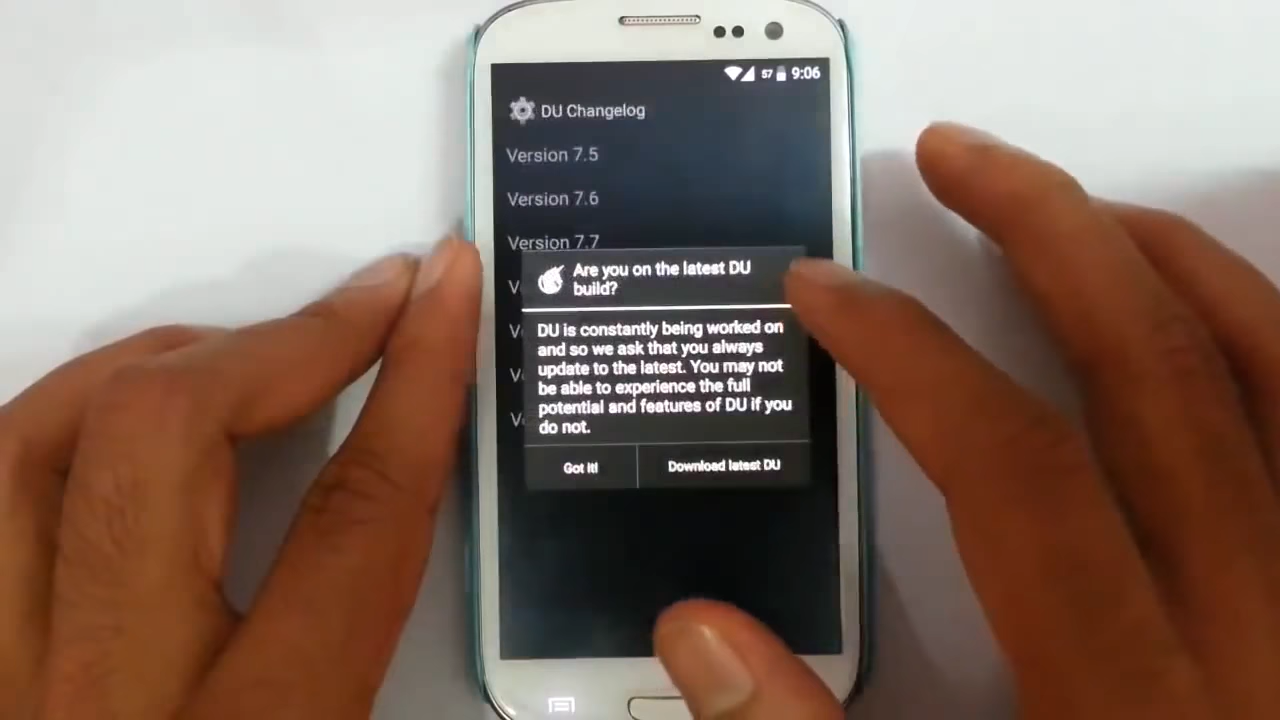 57 9:06
DU Changelog
Version 7.5
Version 7.6
Version 7.7
Are you on the latest DU
build?
DU is constantly being worked on
and so we ask that you always
update to the latest. You may not
be able to experience the full
potential and features of DU if you
do not.
Got it!
Download latest DU